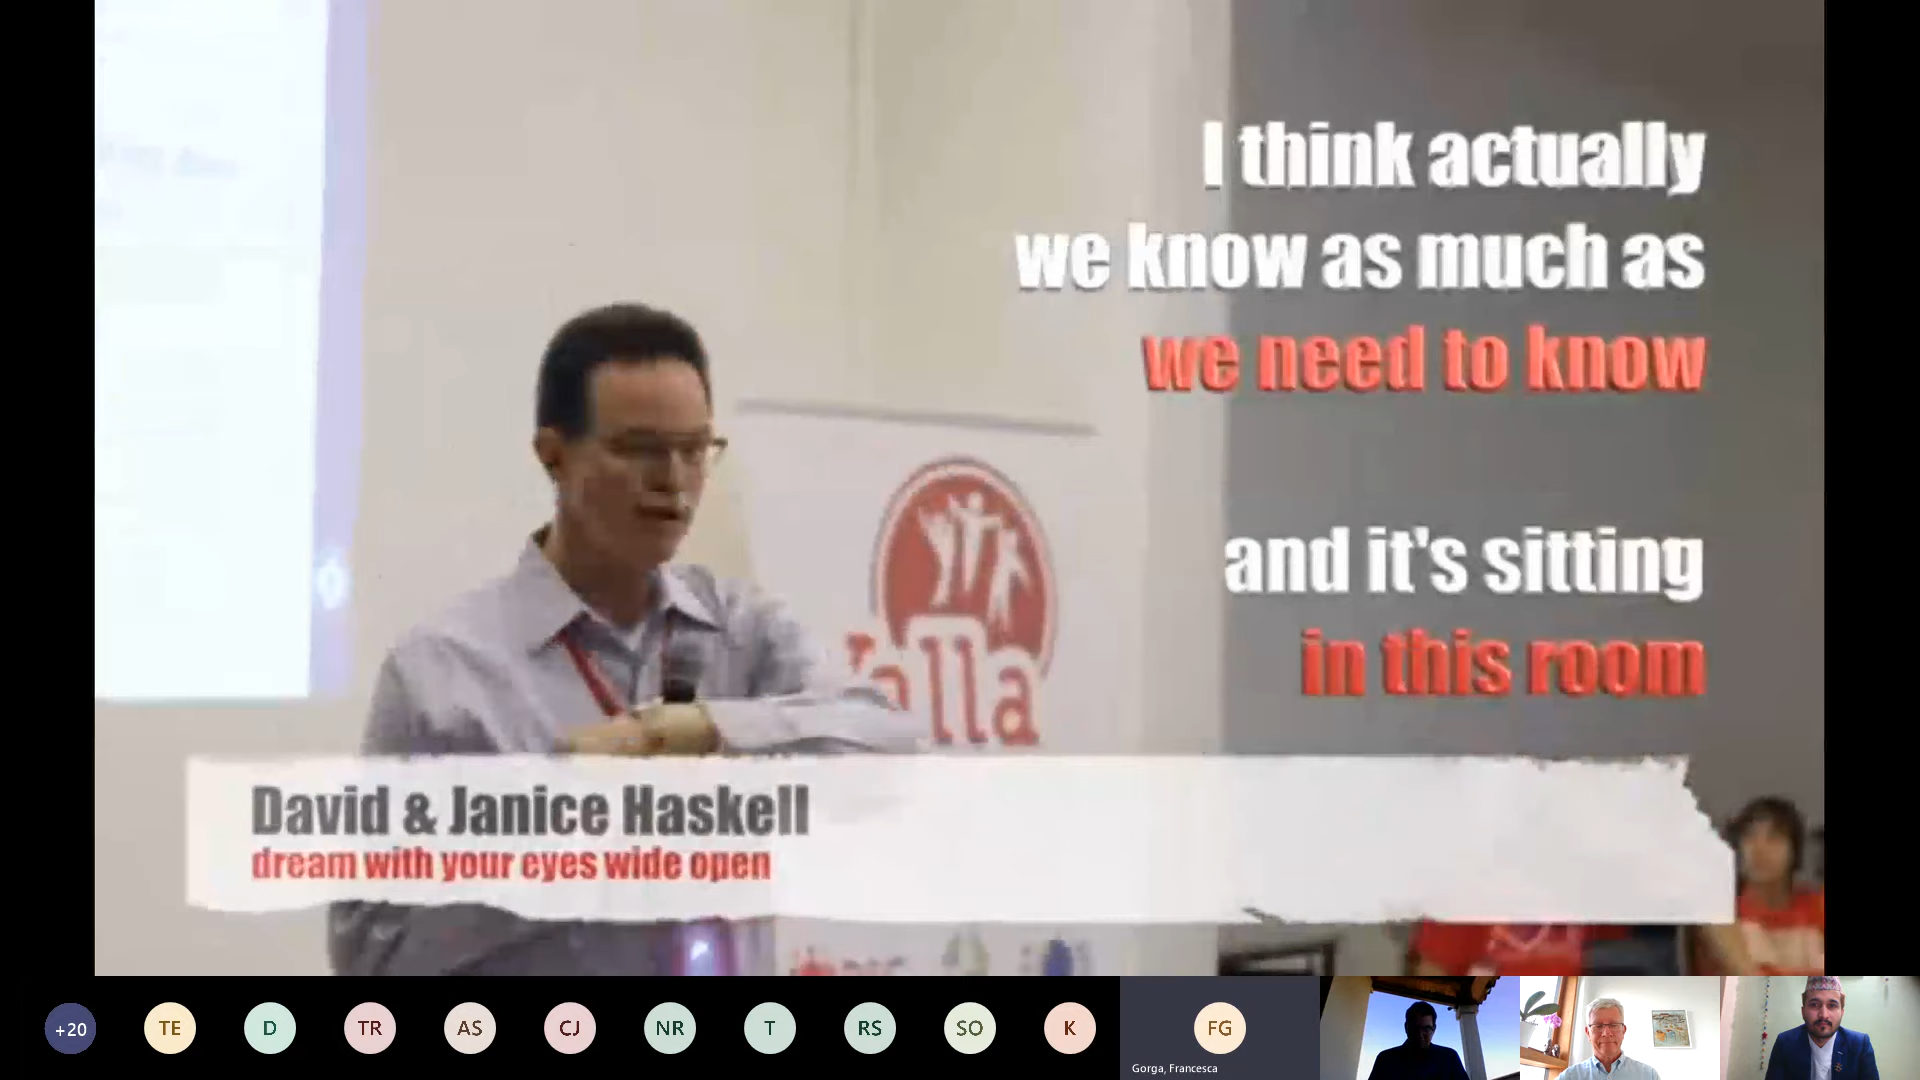 I think actually
we know as much as
we need to know
and it's sitting
in this room
Yalla
David & Janice Haskell
dream with your eyes wide open
+20
TE
D
TR
AS
CJ
NR
T
RS
SO
K
FG
Gorga, Francesca